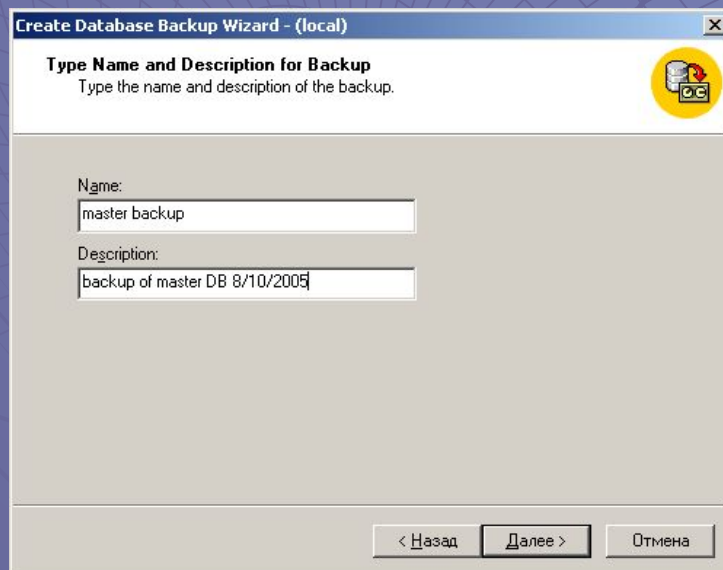 Create Database Backup Wizard - (local)
Type Name and Description for Backup
Type the name and description of the backup.
Name:
master backup
Description:
backup of master DB 8/10/2005
< Назад
Далее >
Отмена